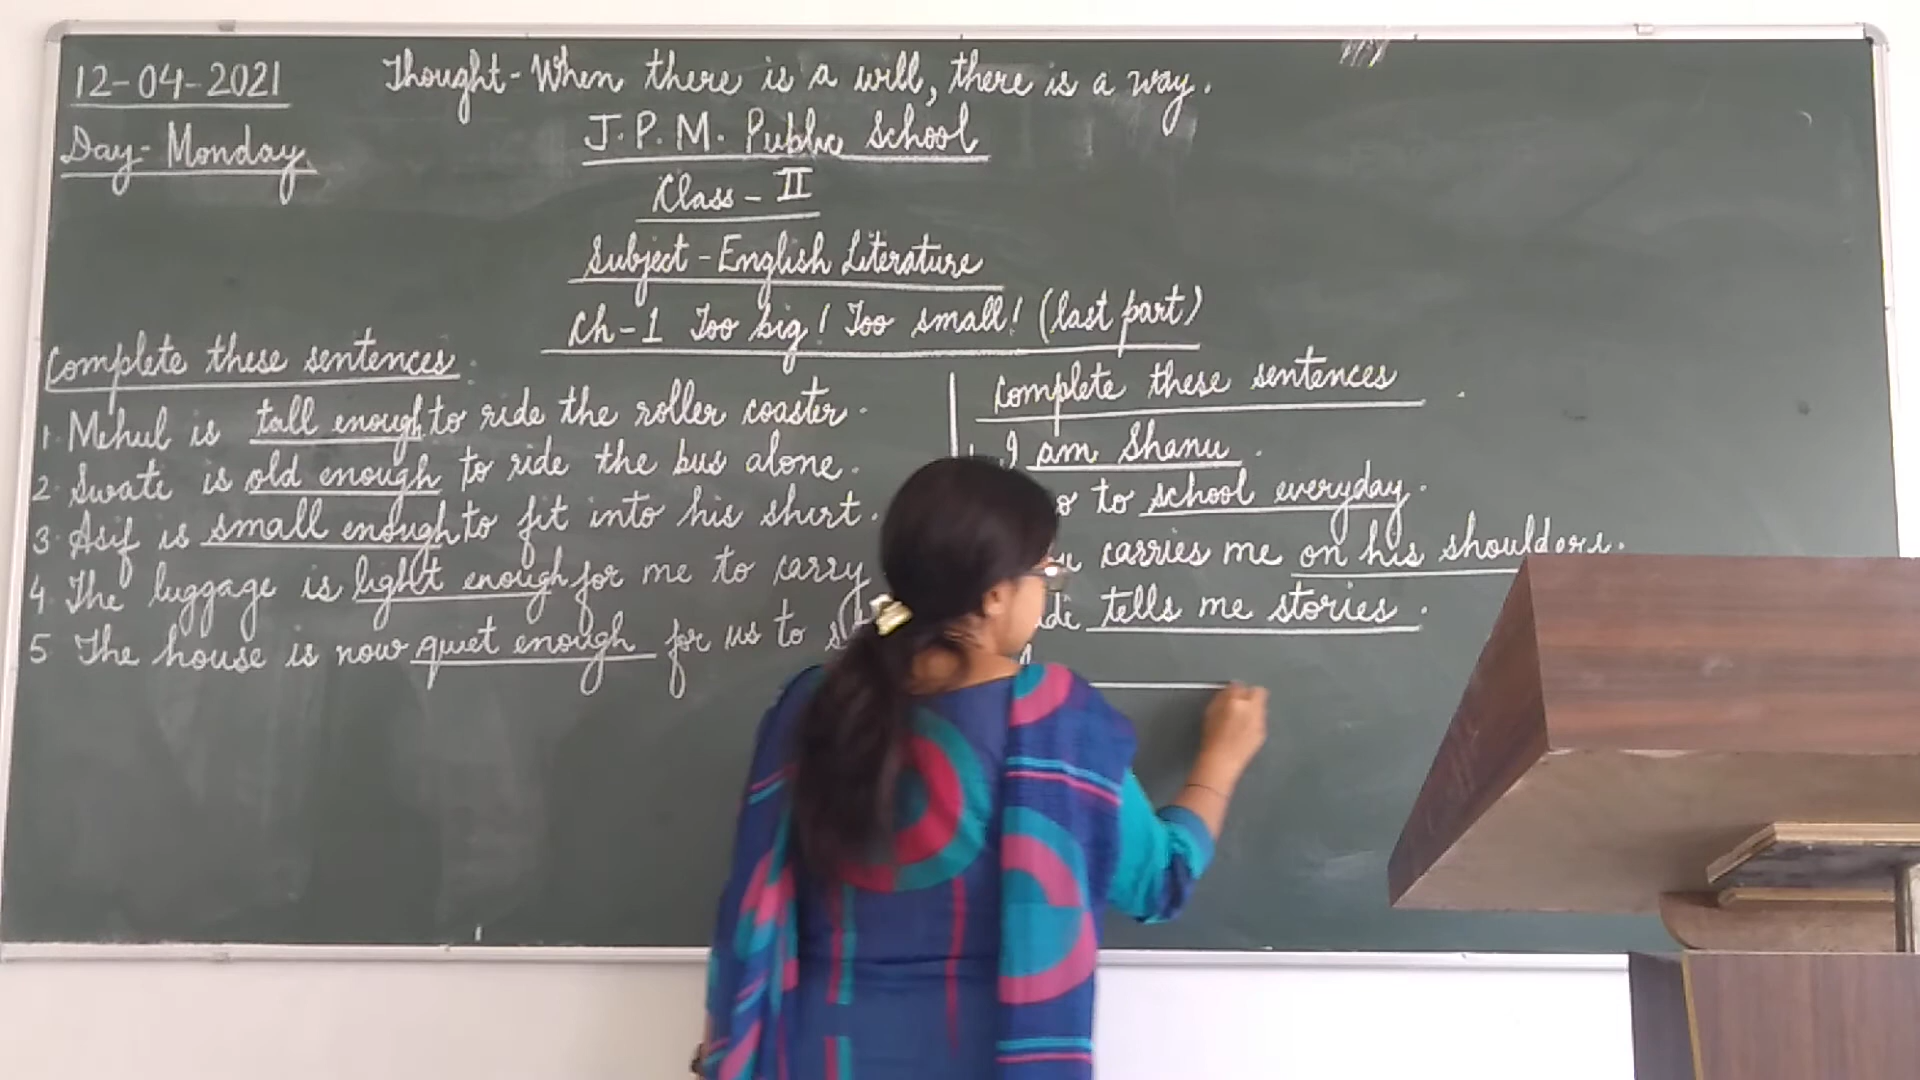 12-04-2021
Thought - When there is a will, there is a way.
Day - Monday
J.P.M. Public School
Class - II
Subject - English Literature
Ch-1 Too big! Too small! (last part)
Complete these sentences.
1. Mehul is tall enough to ride the roller coaster.
2. Swati is old enough to ride the bus alone.
3. Asif is small enough to fit into his shirt.
4. The luggage is light enough for me to carry
5. The house is now quiet enough for us to
Complete these sentences.
I am Shanu.
to school everyday.
carries me on his shoulders.
tells me stories.